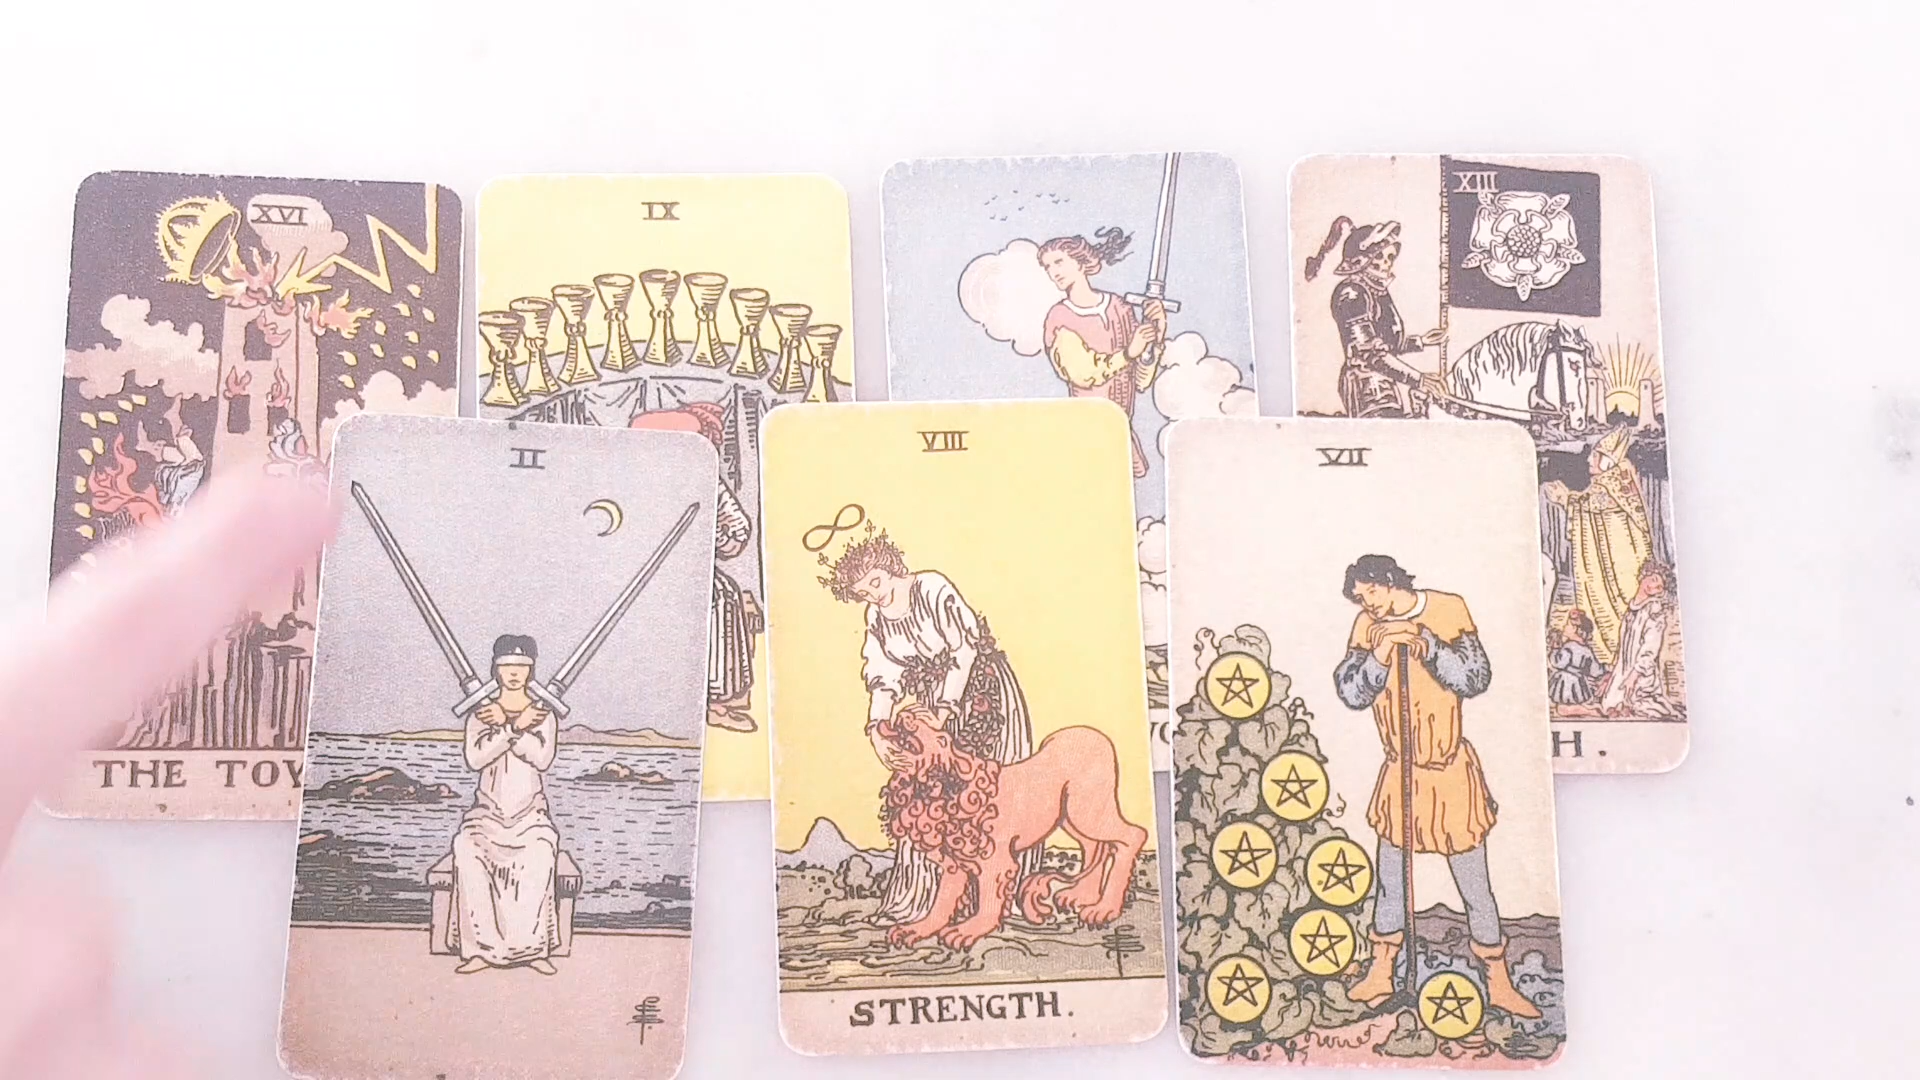 XVI
IX
XIII
THE TOW
II
VIII
VII
H.
STRENGTH.